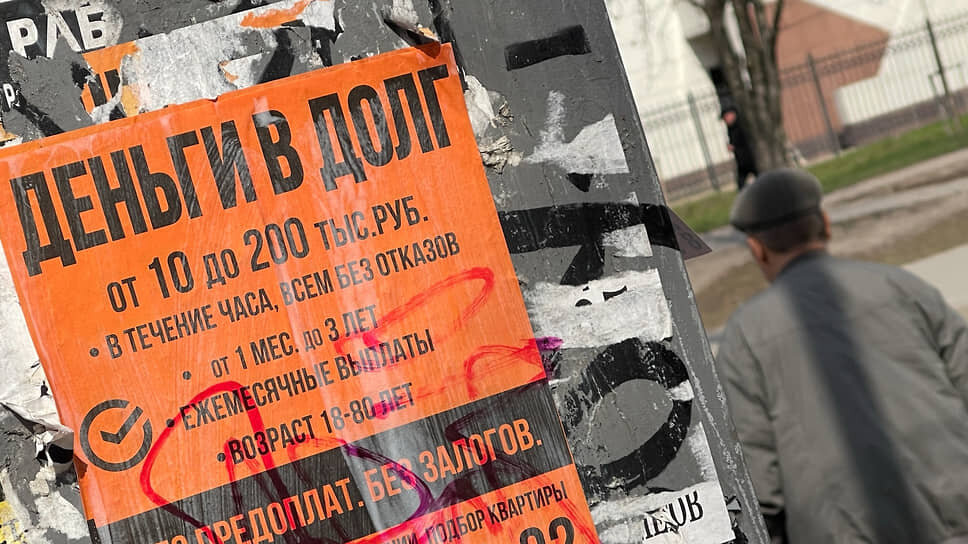 РАБ
ДЕНЬГИ В ДОЛГ
ОТ 10 ДО 200 ТЫС.РУБ.
• В ТЕЧЕНИЕ ЧАСА, ВСЕМ БЕЗ ОТКАЗОВ
• ОТ 1 МЕС. ДО 3 ЛЕТ
• ЕЖЕМЕСЯЧНЫЕ ВЫПЛАТЫ
• ВОЗРАСТ 18-80 ЛЕТ
ПРЕДОПЛАТ. БЕЗ ЗАЛОГОВ.
ПОДБОР КВАРТИРЫ